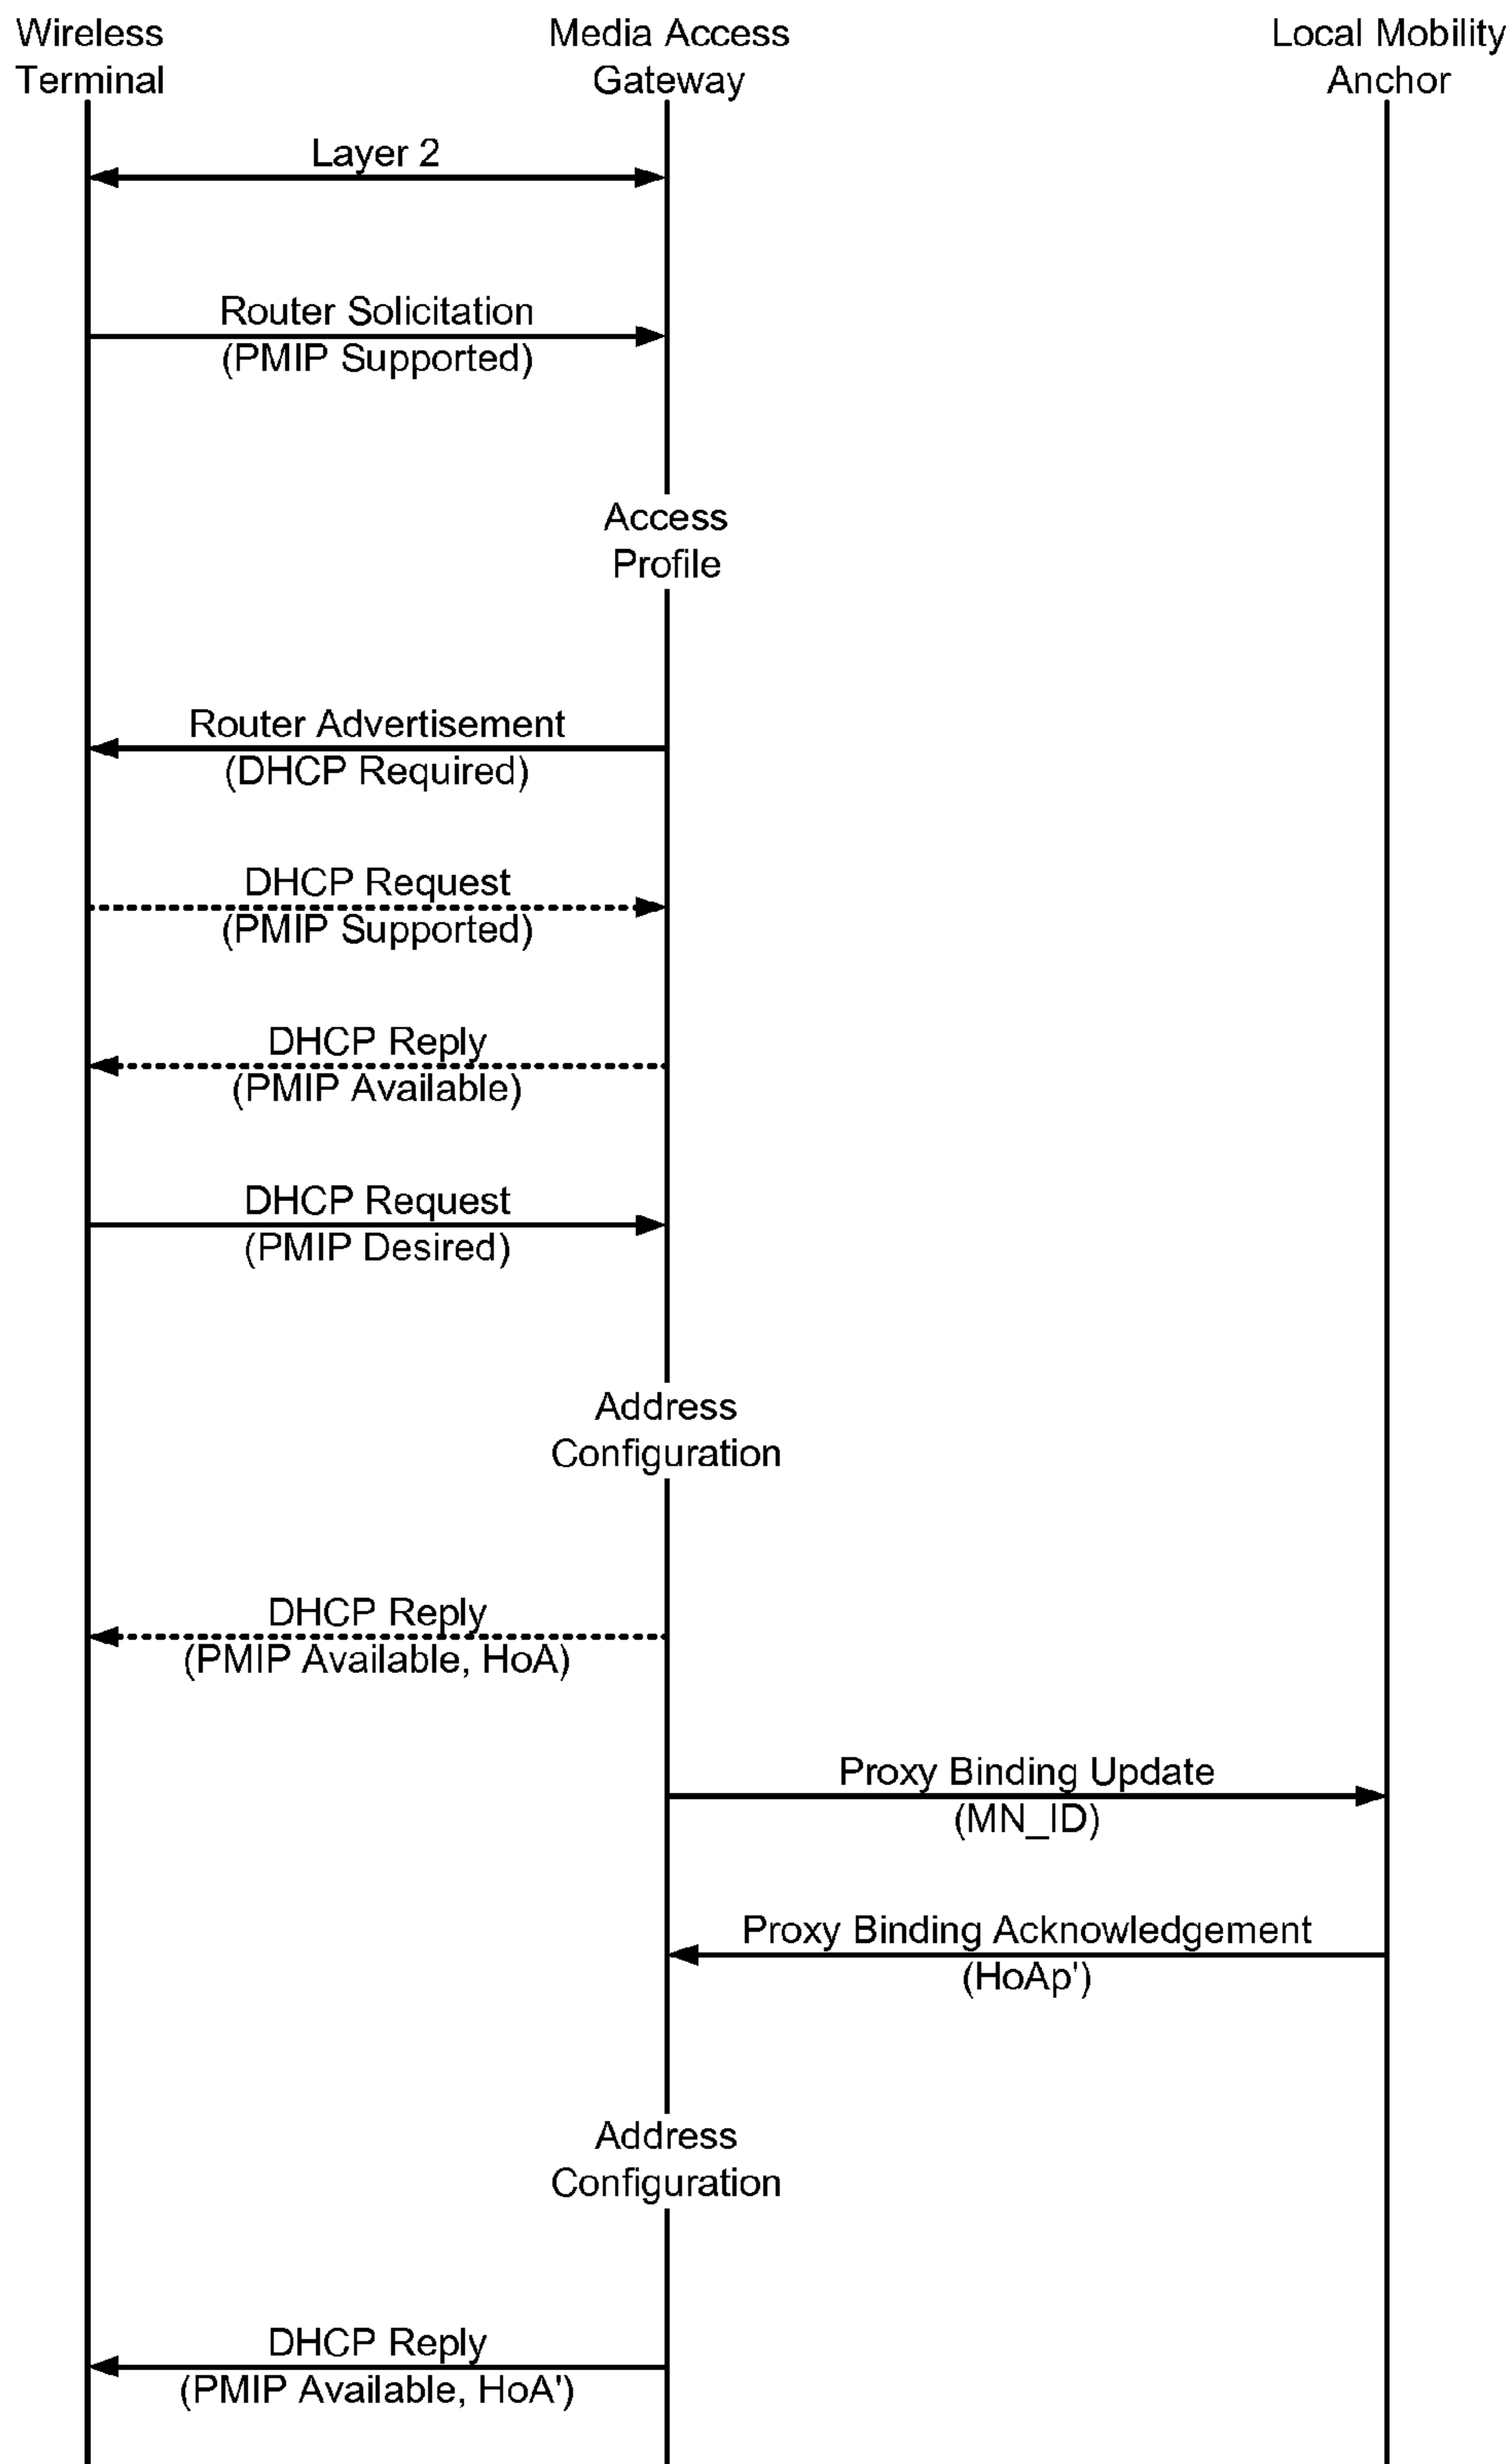 Wireless
Terminal
Media Access
Gateway
Local Mobility
Anchor
Layer 2
Router Solicitation
(PMIP Supported)
Access
Profile
Router Advertisement
(DHCP Required)
DHCP Request
(PMIP Supported)
DHCP Reply
(PMIP Available)
DHCP Request
(PMIP Desired)
Address
Configuration
DHCP Reply
(PMIP Available, HoA)
Proxy Binding Update
(MN_ID)
Proxy Binding Acknowledgement
(HoAp')
Address
Configuration
DHCP Reply
(PMIP Available, HoA')